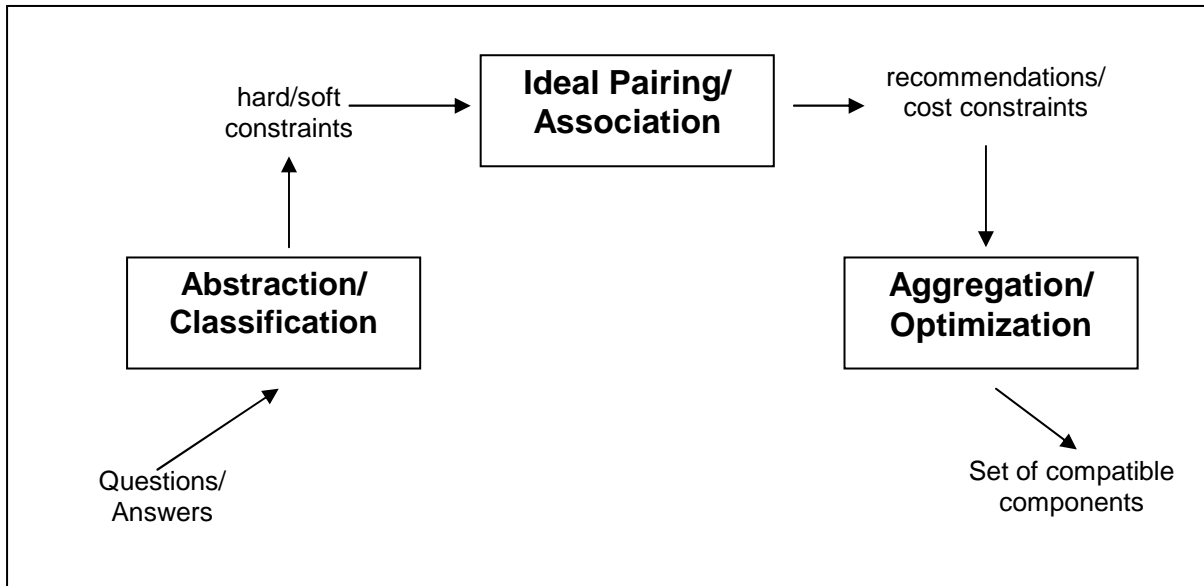 Ideal Pairing/
Association
recommendations/
cost constraints
hard/soft
constraints
Abstraction/
Classification
Aggregation/
Optimization
Questions/
Answers
Set of compatible
components